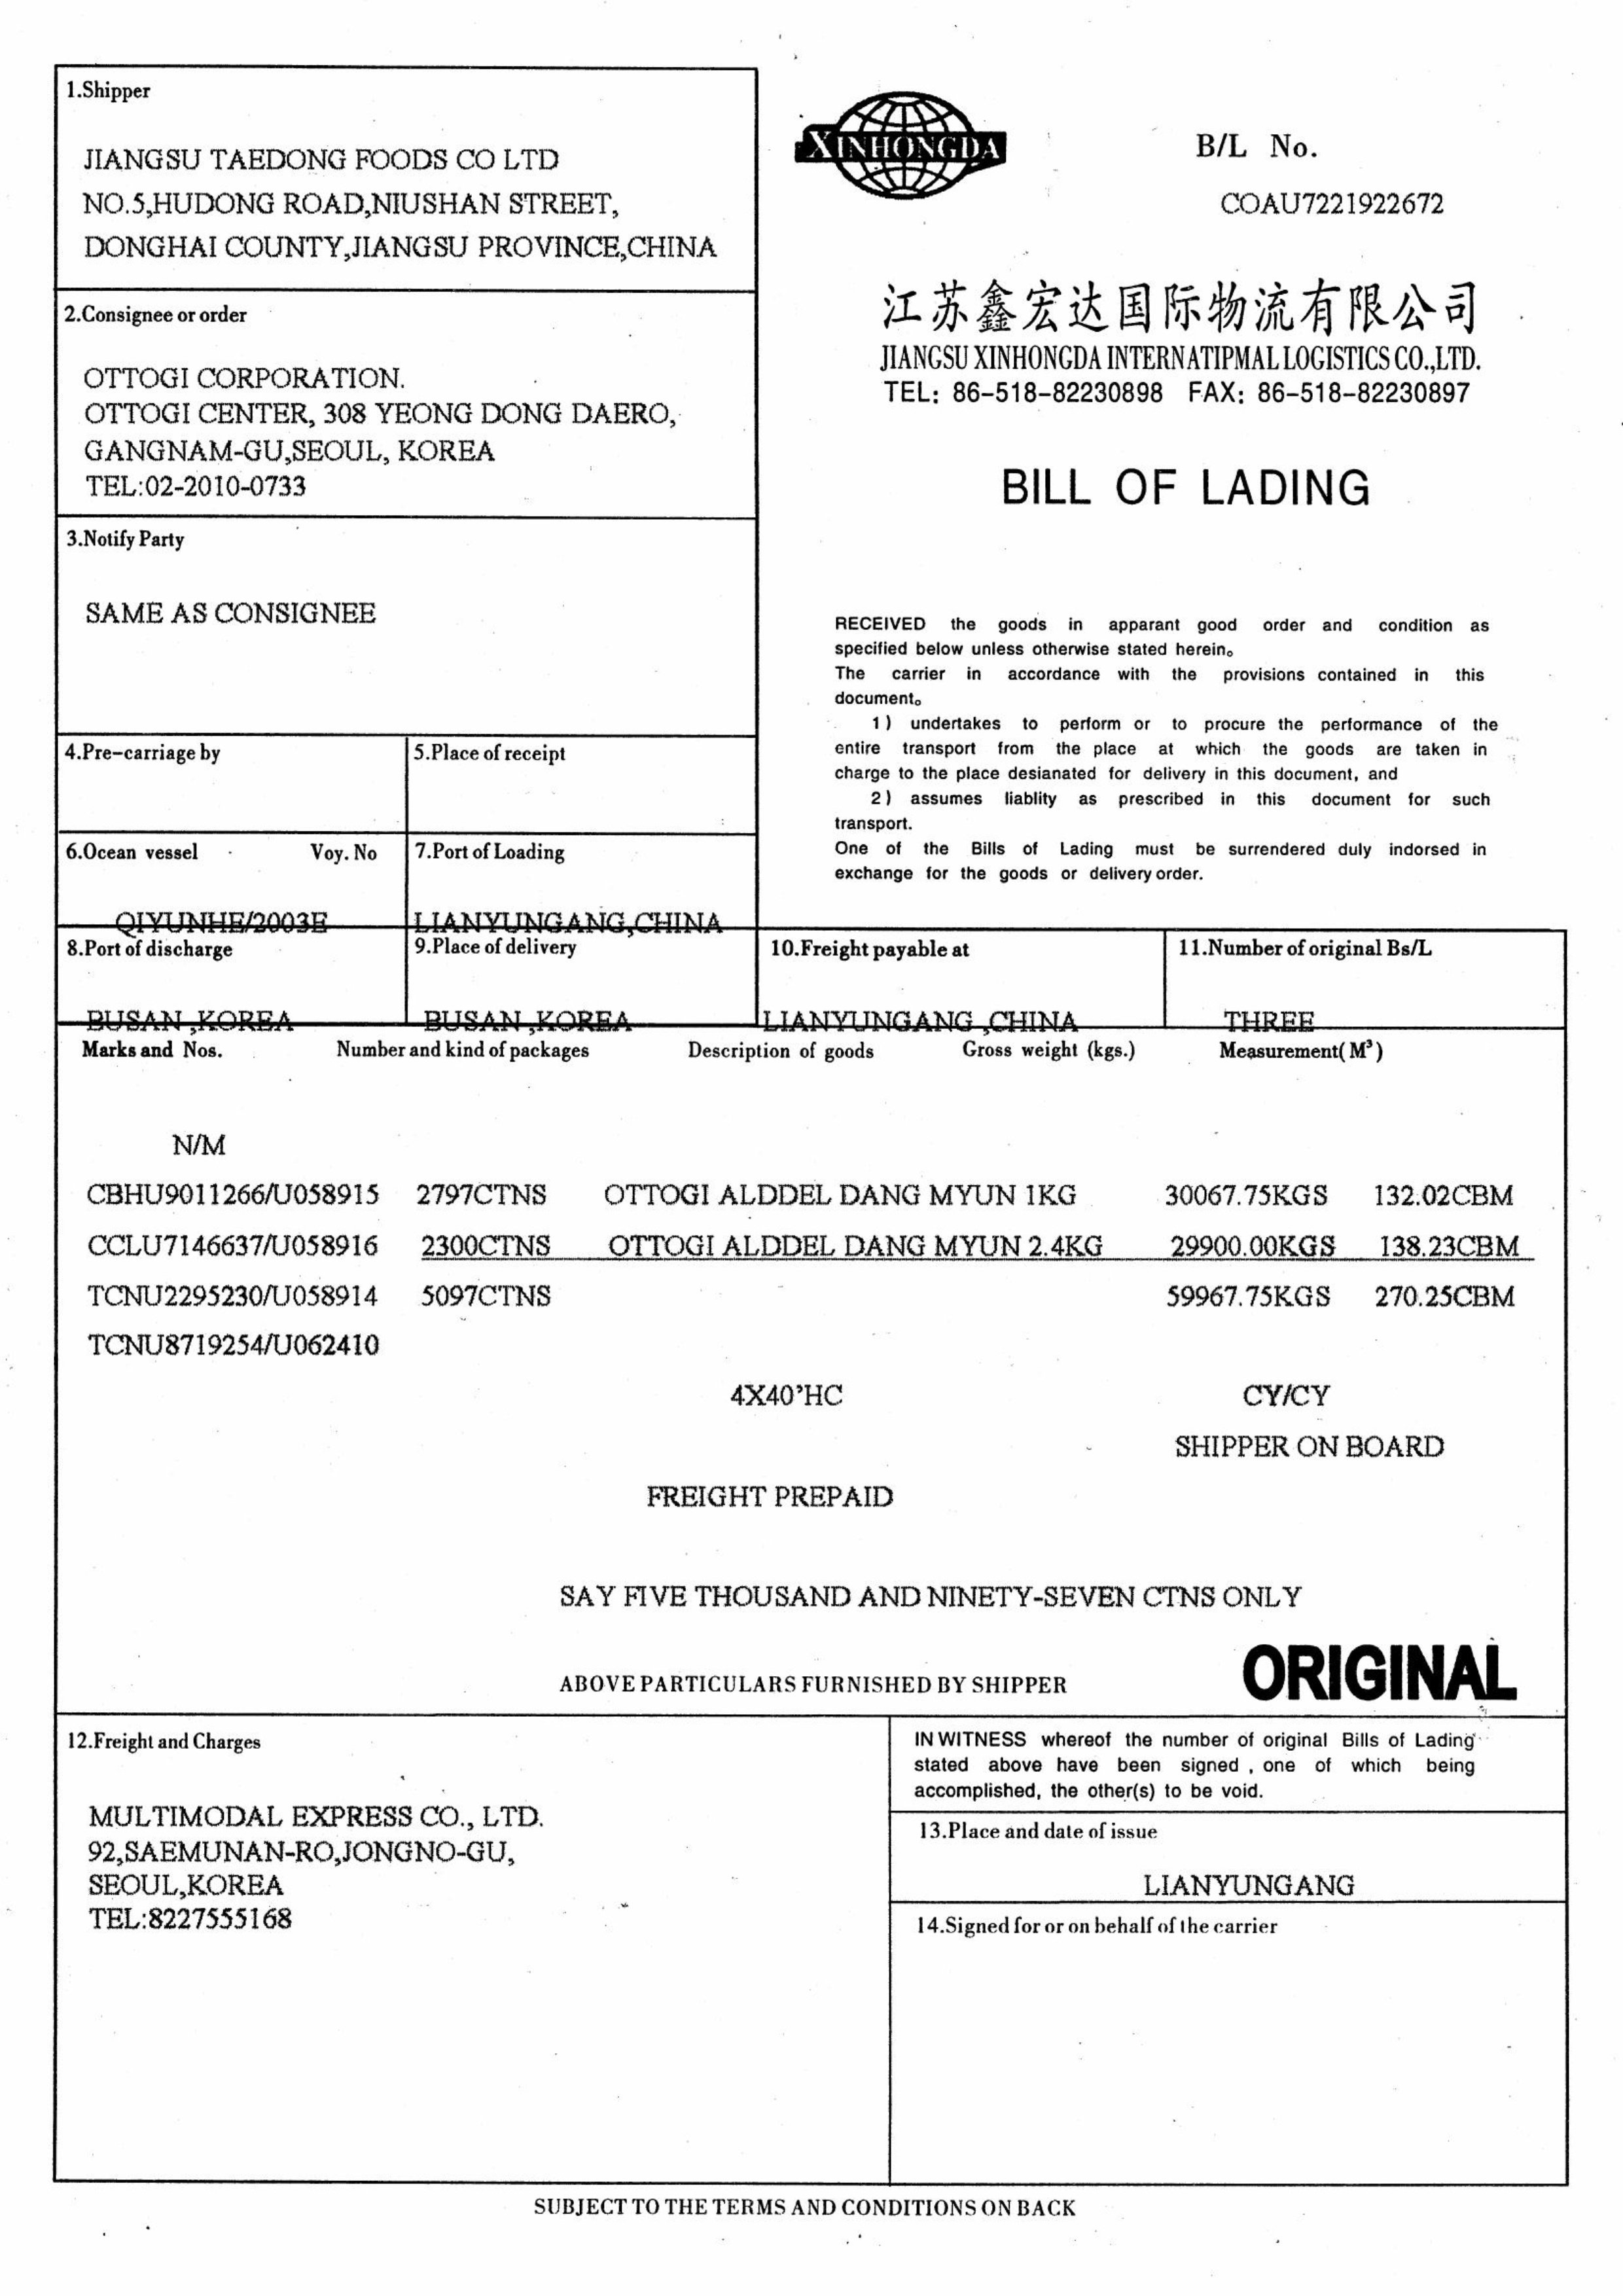 1.Shipper
JIANGSU TAEDONG FOODS CO LTD
NO.5,HUDONG ROAD,NIUSHAN STREET,
DONGHAI COUNTY,JIANGSU PROVINCE,CHINA
XINHONGDA
B/L No.
COAU7221922672
江苏鑫宏达国际物流有限公司
JIANGSU XINHONGDA INTERNATIPMAL LOGISTICS CO.,LTD.
TEL: 86-518-82230898 FAX: 86-518-82230897
BILL OF LADING
2.Consignee or order
OTTOGI CORPORATION.
OTTOGI CENTER, 308 YEONG DONG DAERO,
GANGNAM-GU,SEOUL, KOREA
TEL:02-2010-0733
3.Notify Party
SAME AS CONSIGNEE
RECEIVED the goods in apparant good order and condition as
specified below unless otherwise stated herein。
The carrier in accordance with the provisions contained in this
document。
1) undertakes to perform or to procure the performance of the
entire transport from the place at which the goods are taken in
charge to the place desianated for delivery in this document, and
2) assumes liablity as prescribed in this document for such
transport.
One of the Bills of Lading must be surrendered duly indorsed in
exchange for the goods or delivery order.
4.Pre-carriage by
5.Place of receipt
6.Ocean vessel Voy. No
7.Port of Loading
QIYUNHE/2003E
LIANYUNGANG,CHINA
8.Port of discharge
9.Place of delivery
10.Freight payable at
11.Number of original Bs/L
BUSAN ,KOREA
BUSAN ,KOREA
LIANYUNGANG ,CHINA
THREE
Marks and Nos. Number and kind of packages Description of goods Gross weight (kgs.) Measurement( M³ )
N/M
CBHU9011266/U058915 2797CTNS OTTOGI ALDDEL DANG MYUN 1KG 30067.75KGS 132.02CBM
CCLU7146637/U058916 2300CTNS OTTOGI ALDDEL DANG MYUN 2.4KG 29900.00KGS 138.23CBM
TCNU2295230/U058914 5097CTNS 59967.75KGS 270.25CBM
TCNU8719254/U062410
4X40'HC CY/CY
SHIPPER ON BOARD
FREIGHT PREPAID
SAY FIVE THOUSAND AND NINETY-SEVEN CTNS ONLY
ABOVE PARTICULARS FURNISHED BY SHIPPER
ORIGINAL
12.Freight and Charges
MULTIMODAL EXPRESS CO., LTD.
92,SAEMUNAN-RO,JONGNO-GU,
SEOUL,KOREA
TEL:8227555168
IN WITNESS whereof the number of original Bills of Lading
stated above have been signed , one of which being
accomplished, the other(s) to be void.
13.Place and date of issue
LIANYUNGANG
14.Signed for or on behalf of the carrier
SUBJECT TO THE TERMS AND CONDITIONS ON BACK